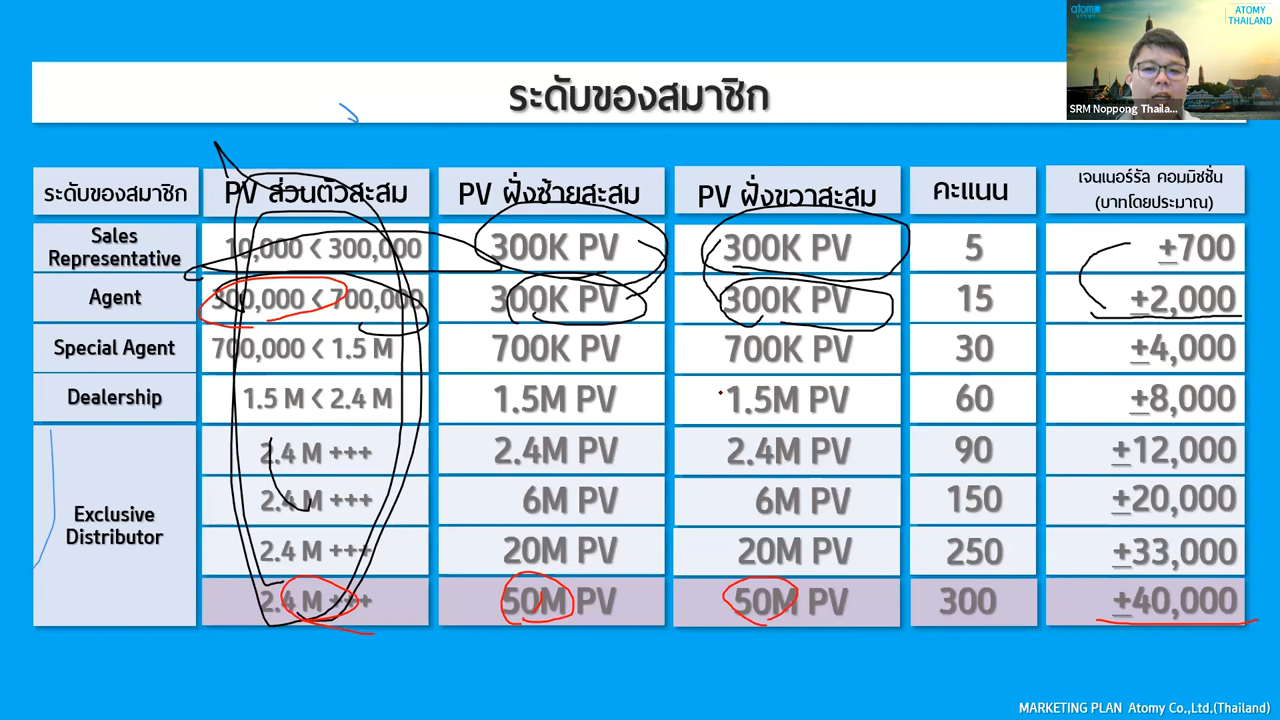 atomy
ATOMY
THAILAND
SRM Noppong Thaila...
ระดับของสมาชิก
ระดับของสมาชิก
PV ส่วนตัวสะสม
PV ฝั่งซ้ายสะสม
PV ฝั่งขวาสะสม
คะแนน
เจนเนอร์รัล คอมมิชชั่น
(บาทโดยประมาณ)
Sales
Representative
10,000 < 300,000
300K PV
300K PV
5
±700
Agent
300,000 < 700,000
300K PV
300K PV
15
±2,000
Special Agent
700,000 < 1.5 M
700K PV
700K PV
30
±4,000
Dealership
1.5 M < 2.4 M
1.5M PV
1.5M PV
60
±8,000
Exclusive
Distributor
2.4 M +++
2.4M PV
2.4M PV
90
±12,000
2.4 M +++
6M PV
6M PV
150
±20,000
2.4 M +++
20M PV
20M PV
250
±33,000
2.4 M +++
50M PV
50M PV
300
±40,000
MARKETING PLAN Atomy Co.,Ltd.(Thailand)